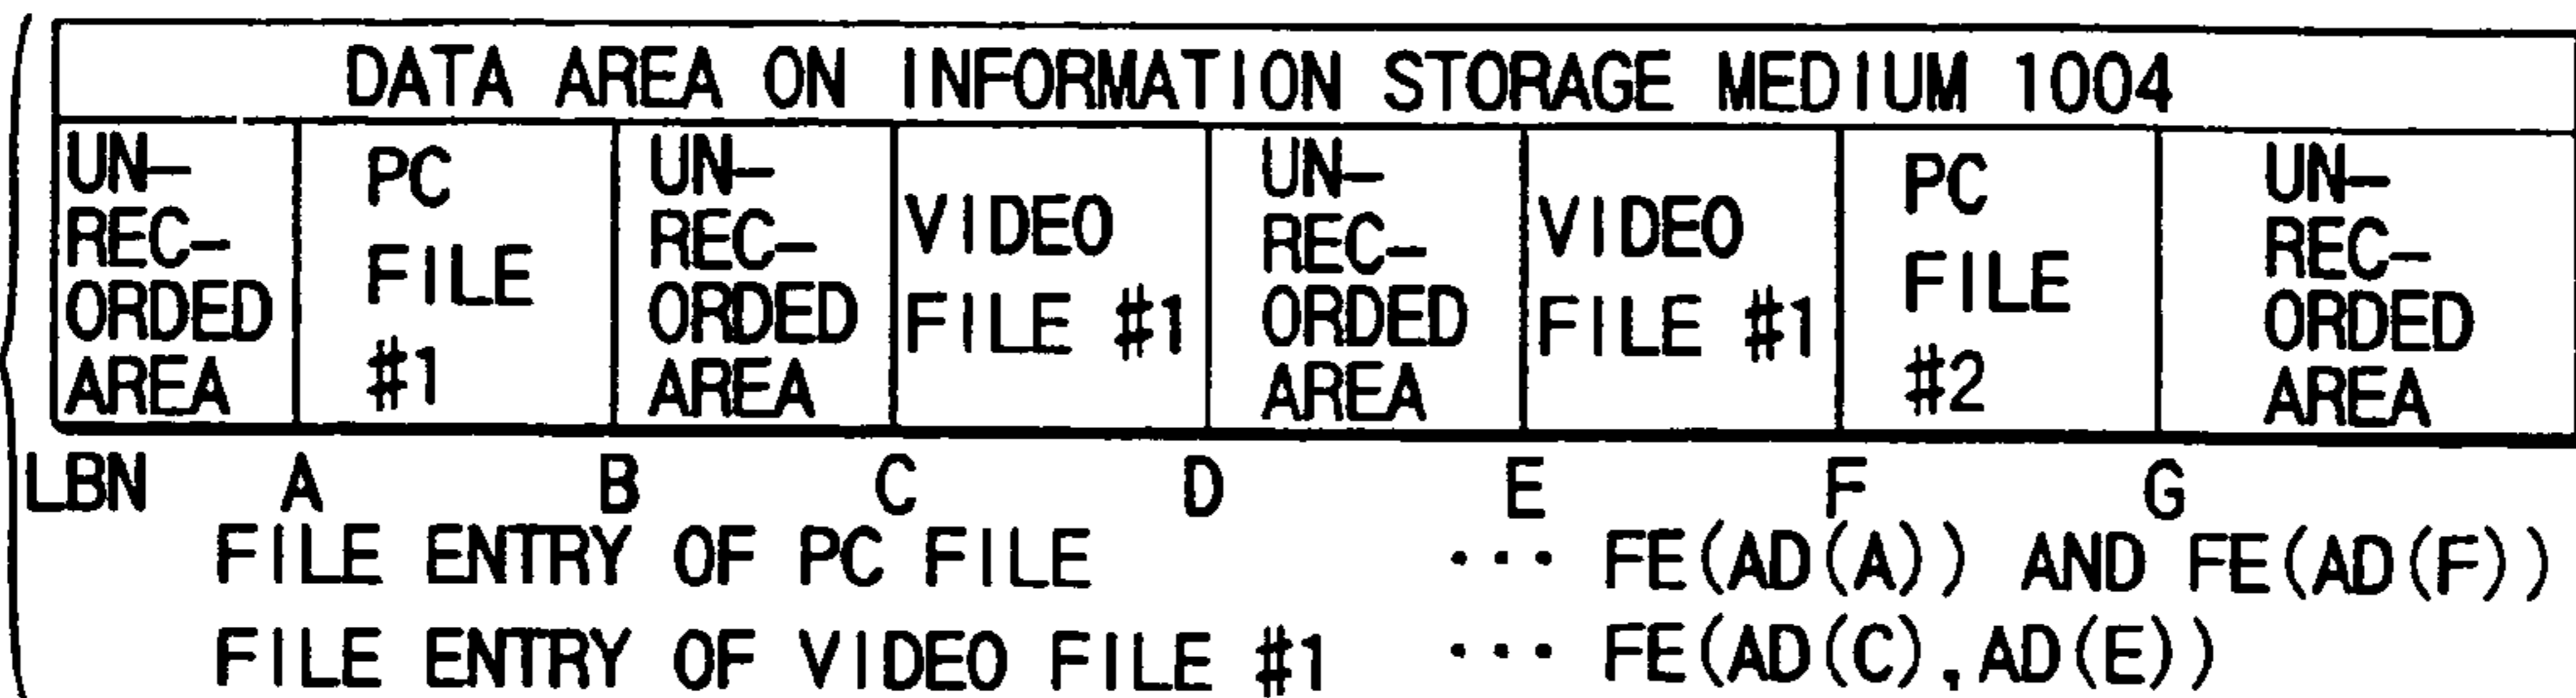 DATA AREA ON INFORMATION STORAGE MEDIUM 1004
UN-
REC-
ORDED
AREA
PC
FILE
#1
UN-
REC-
ORDED
AREA
VIDEO
FILE #1
UN-
REC-
ORDED
AREA
VIDEO
FILE #1
PC
FILE
#2
UN-
REC-
ORDED
AREA
LBN A B C D E F G
FILE ENTRY OF PC FILE ··· FE(AD(A)) AND FE(AD(F))
FILE ENTRY OF VIDEO FILE #1 ··· FE(AD(C),AD(E))